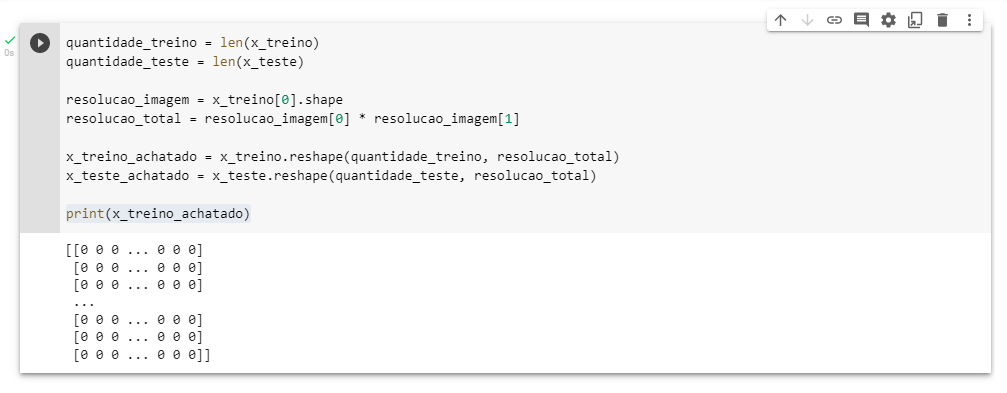 0s
quantidade_treino = len(x_treino)
quantidade_teste = len(x_teste)
resolucao_imagem = x_treino[0].shape
resolucao_total = resolucao_imagem[0] * resolucao_imagem[1]
x_treino_achatado = x_treino.reshape(quantidade_treino, resolucao_total)
x_teste_achatado = x_teste.reshape(quantidade_teste, resolucao_total)
print(x_treino_achatado)
[[0 0 0 ... 0 0 0]
 [0 0 0 ... 0 0 0]
 [0 0 0 ... 0 0 0]
 ...
 [0 0 0 ... 0 0 0]
 [0 0 0 ... 0 0 0]
 [0 0 0 ... 0 0 0]]